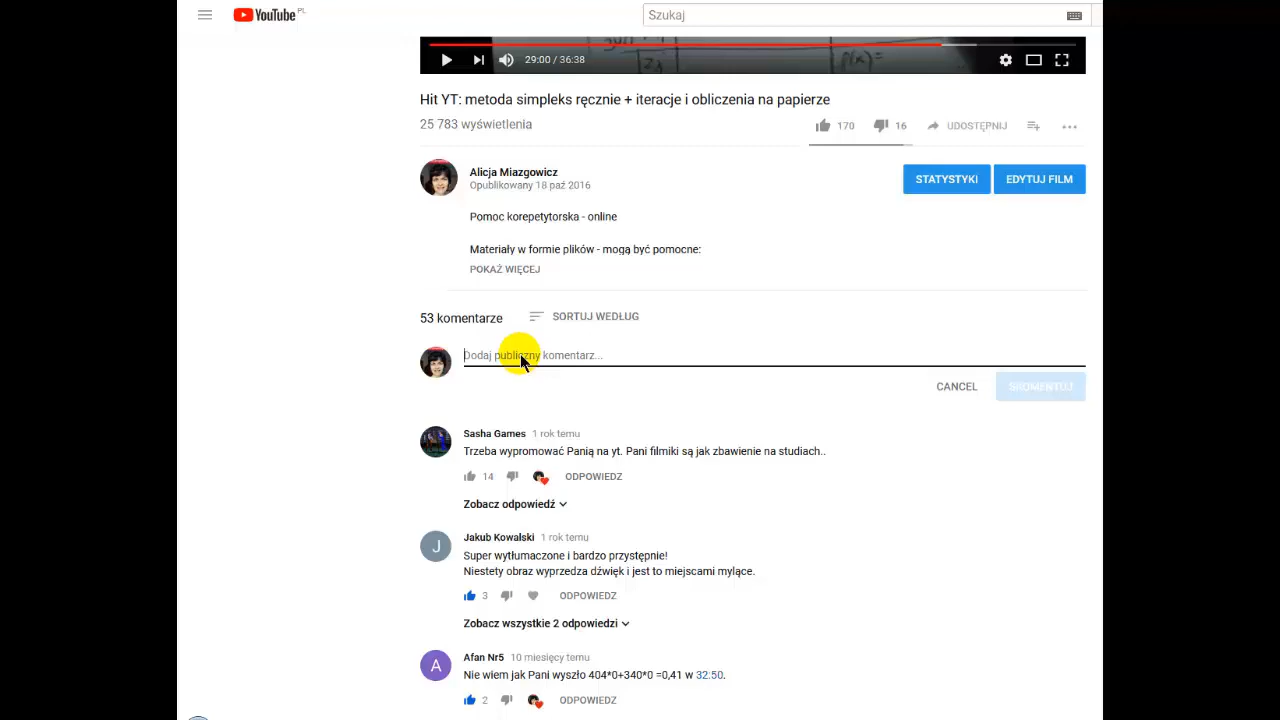 YouTube PL
Szukaj
29:00 / 36:38
Hit YT: metoda simpleks ręcznie + iteracje i obliczenia na papierze
25 783 wyświetlenia
170
16
UDOSTĘPNIJ
Alicja Miazgowicz
Opublikowany 18 paź 2016
STATYSTYKI
EDYTUJ FILM
Pomoc korepetytorska - online
Materiały w formie plików - mogą być pomocne:
POKAŻ WIĘCEJ
53 komentarze
SORTUJ WEDŁUG
Dodaj publiczny komentarz...
CANCEL
SKOMENTUJ
Sasha Games 1 rok temu
Trzeba wypromować Panią na yt. Pani filmiki są jak zbawienie na studiach..
14
ODPOWIEDZ
Zobacz odpowiedź
J
Jakub Kowalski 1 rok temu
Super wytłumaczone i bardzo przystępnie!
Niestety obraz wyprzedza dźwięk i jest to miejscami mylące.
3
ODPOWIEDZ
Zobacz wszystkie 2 odpowiedzi
A
Afan Nr5 10 miesięcy temu
Nie wiem jak Pani wyszło 404*0+340*0 =0,41 w 32:50.
2
ODPOWIEDZ